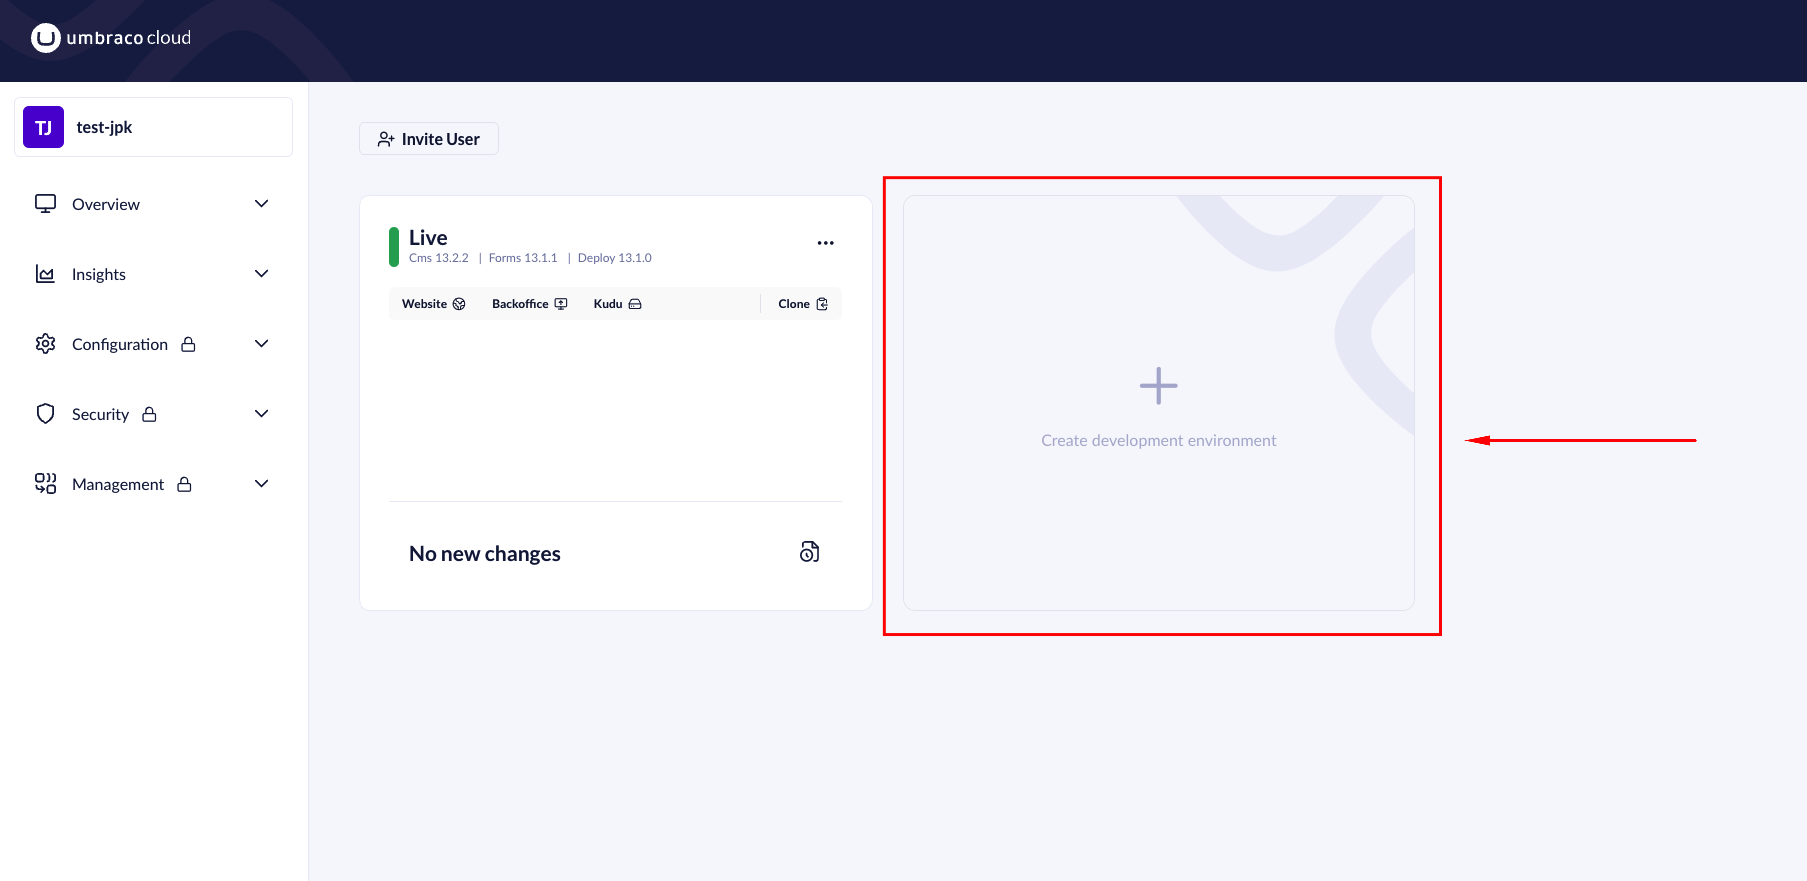 umbraco cloud
TJ test-jpk
Overview
Insights
Configuration
Security
Management
Invite User
Live
Cms 13.2.2 | Forms 13.1.1 | Deploy 13.1.0
Website Backoffice Kudu Clone
No new changes
Create development environment